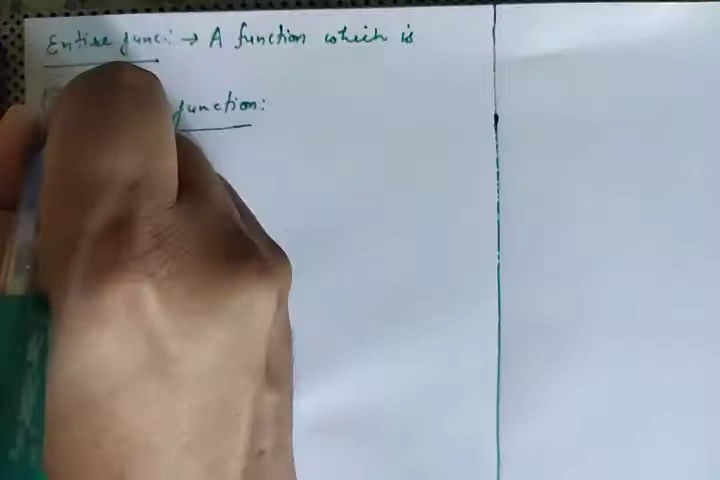 Entire func: → A function which is
function: